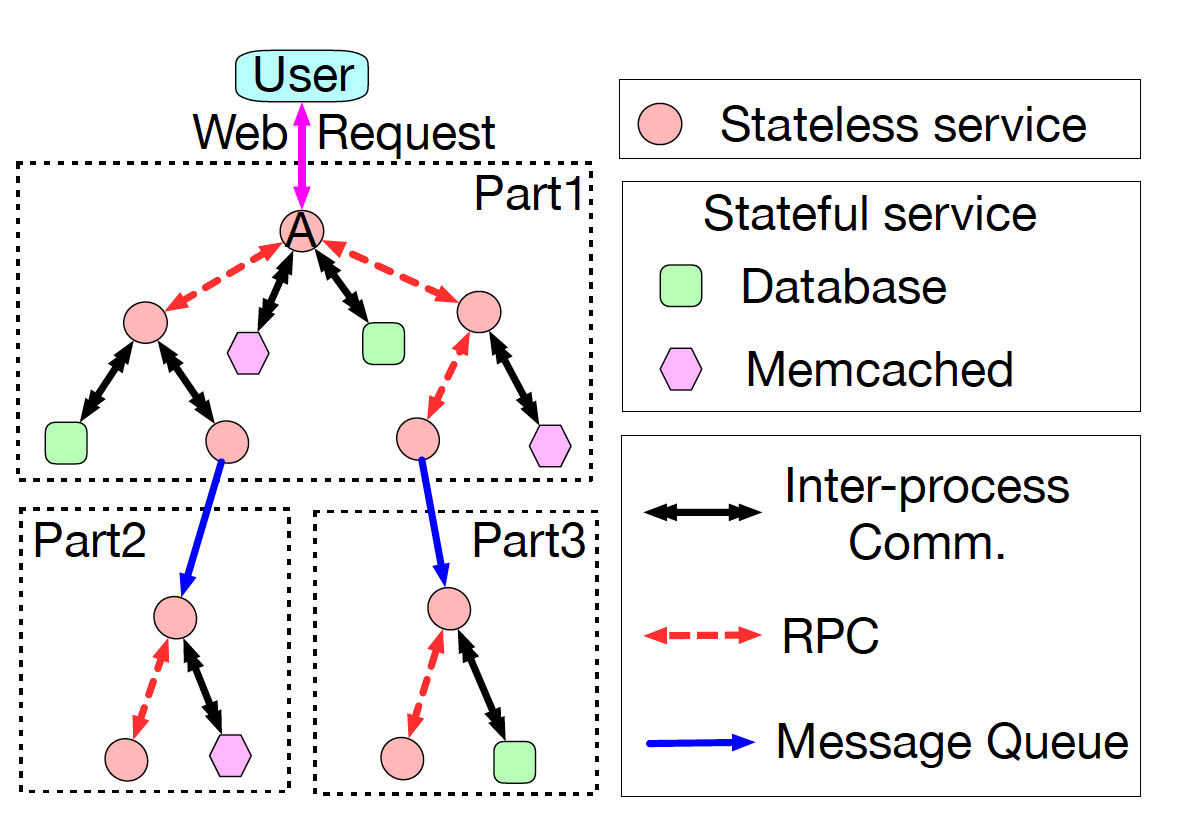 User
Web Request
Part1
A
Part2
Part3
Stateless service
Stateful service
Database
Memcached
Inter-process
Comm.
RPC
Message Queue